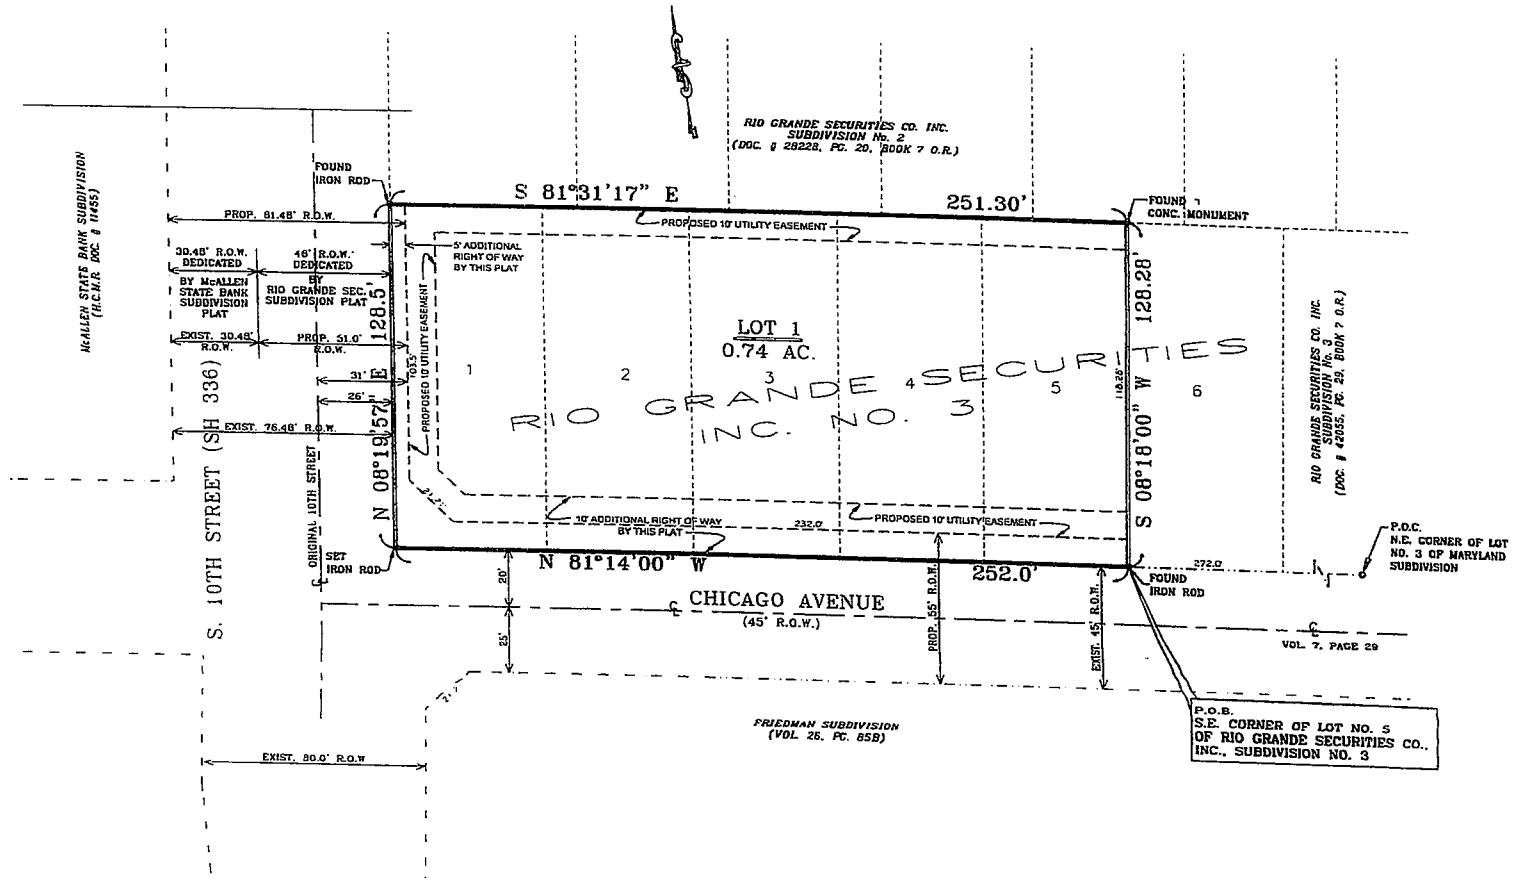 RIO GRANDE SECURITIES CO. INC.
SUBDIVISION No. 2
(DOC. # 28228, PG. 20, BOOK 7 O.R.)
McALLEN STATE BANK SUBDIVISION
(H.C.M.R. DOC. # 11455)
FOUND
IRON ROD
S 81°31'17" E
251.30'
FOUND
CONC. MONUMENT
PROP. 81.48' R.O.W.
PROPOSED 10' UTILITY EASEMENT
30.48' R.O.W.
DEDICATED
BY McALLEN
STATE BANK
SUBDIVISION
PLAT
46' R.O.W.
DEDICATED
BY
RIO GRANDE SEC.
SUBDIVISION PLAT
5' ADDITIONAL
RIGHT OF WAY
BY THIS PLAT
EXIST. 30.48'
R.O.W.
PROP. 51.0'
R.O.W.
31'
26'
EXIST. 76.48' R.O.W.
N 08°19'57" E 128.5'
103.5'
PROPOSED 10' UTILITY EASEMENT
LOT 1
0.74 AC.
1
2
3
4
5
6
RIO GRANDE SECURITIES
INC. NO. 3
118.28'
S 08°18'00" W 128.28'
RIO GRANDE SECURITIES CO. INC.
SUBDIVISION No. 3
(DOC. # 42055, PG. 29, BOOK 7 O.R.)
S. 10TH STREET (SH 336)
ORIGINAL 10TH STREET
10' ADDITIONAL RIGHT OF WAY
BY THIS PLAT
232.0'
PROPOSED 10' UTILITY EASEMENT
SET
IRON ROD
N 81°14'00" W
252.0'
FOUND
IRON ROD
272.0'
P.O.C.
N.E. CORNER OF LOT
NO. 3 OF MARYLAND
SUBDIVISION
20'
25'
CHICAGO AVENUE
(45' R.O.W.)
PROP. 55' R.O.W.
EXIST. 45' R.O.W.
VOL. 7, PAGE 29
FRIEDMAN SUBDIVISION
(VOL. 26, PG. 85B)
EXIST. 80.0' R.O.W
P.O.B.
S.E. CORNER OF LOT NO. 5
OF RIO GRANDE SECURITIES CO.,
INC., SUBDIVISION NO. 3